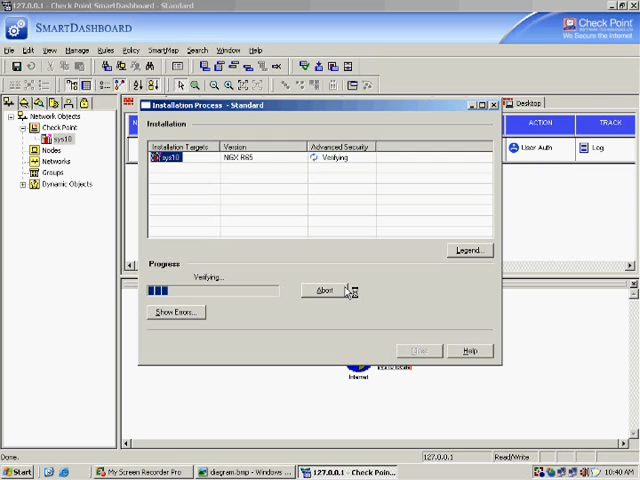 127.0.0.1 - Check Point SmartDashboard - Standard
SMARTDASHBOARD
Check Point
We Secure the Internet.
File Edit View Manage Rules Policy SmartMap Search Window Help
Network Objects
Check Point
sys10
Nodes
Networks
Groups
Dynamic Objects
Desktop
ACTION TRACK
User Auth Log
Installation Process - Standard
Installation
Installation Targets Version Advanced Security
sys10 NGX R65 Verifying
Legend...
Progress
Verifying...
Abort
Show Errors...
Close Help
Internet
Done. 127.0.0.1 Read/Write
Start My Screen Recorder Pro diagram.bmp - Windows ... 127.0.0.1 - Check Poin... 10:40 AM